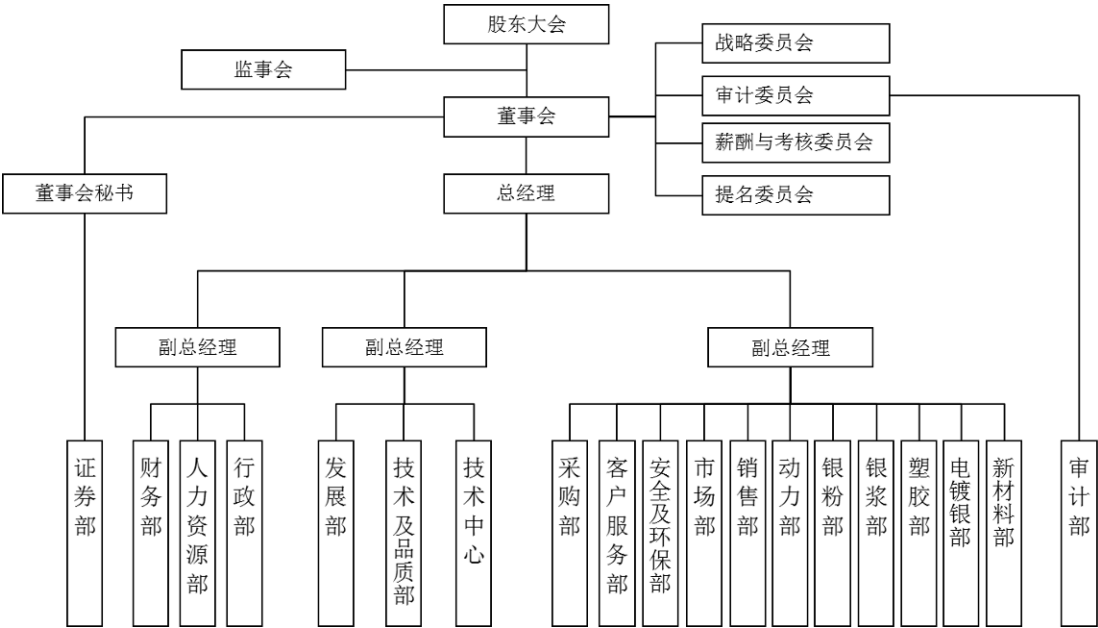 股东大会
监事会
战略委员会
审计委员会
董事会
薪酬与考核委员会
董事会秘书
总经理
提名委员会
副总经理
副总经理
副总经理
证券部
财务部
人力资源部
行政部
发展部
技术及品质部
技术中心
采购部
客户服务部
安全及环保部
市场部
销售部
动力部
银粉部
银浆部
塑胶部
电镀银部
新材料部
审计部